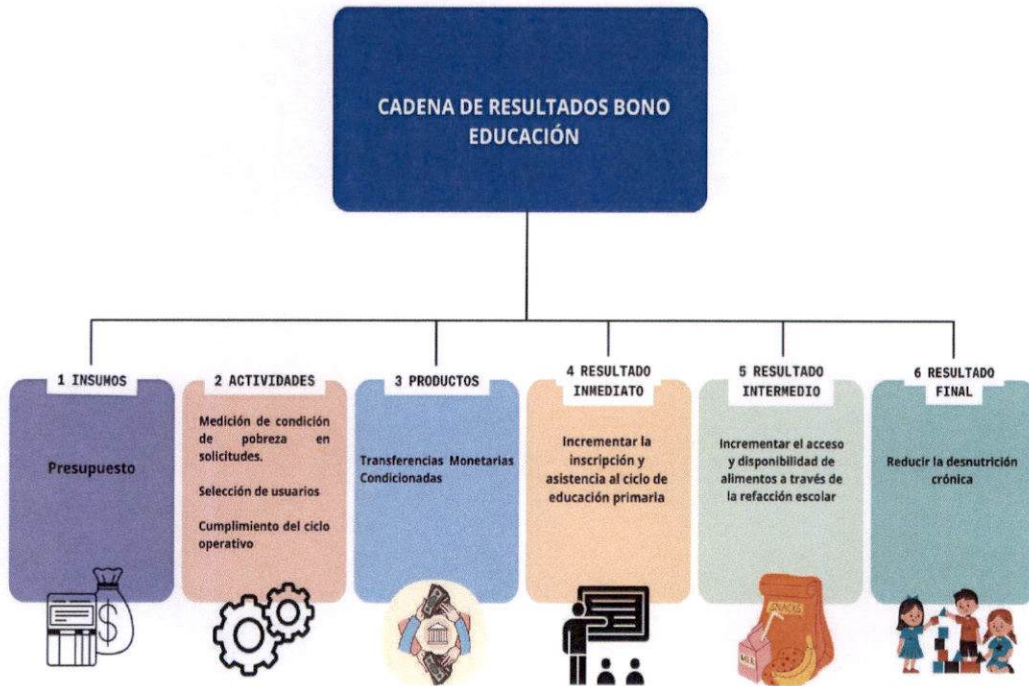 CADENA DE RESULTADOS BONO
EDUCACIÓN
1 INSUMOS
Presupuesto
2 ACTIVIDADES
Medición de condición
de pobreza en
solicitudes.
Selección de usuarios
Cumplimiento del ciclo
operativo
3 PRODUCTOS
Transferencias Monetarias
Condicionadas
4 RESULTADO
INMEDIATO
Incrementar la
inscripción y
asistencia al ciclo de
educación primaria
5 RESULTADO
INTERMEDIO
Incrementar el acceso
y disponibilidad de
alimentos a través de
la refacción escolar
6 RESULTADO
FINAL
Reducir la desnutrición
crónica
$
SNACKS
MILK